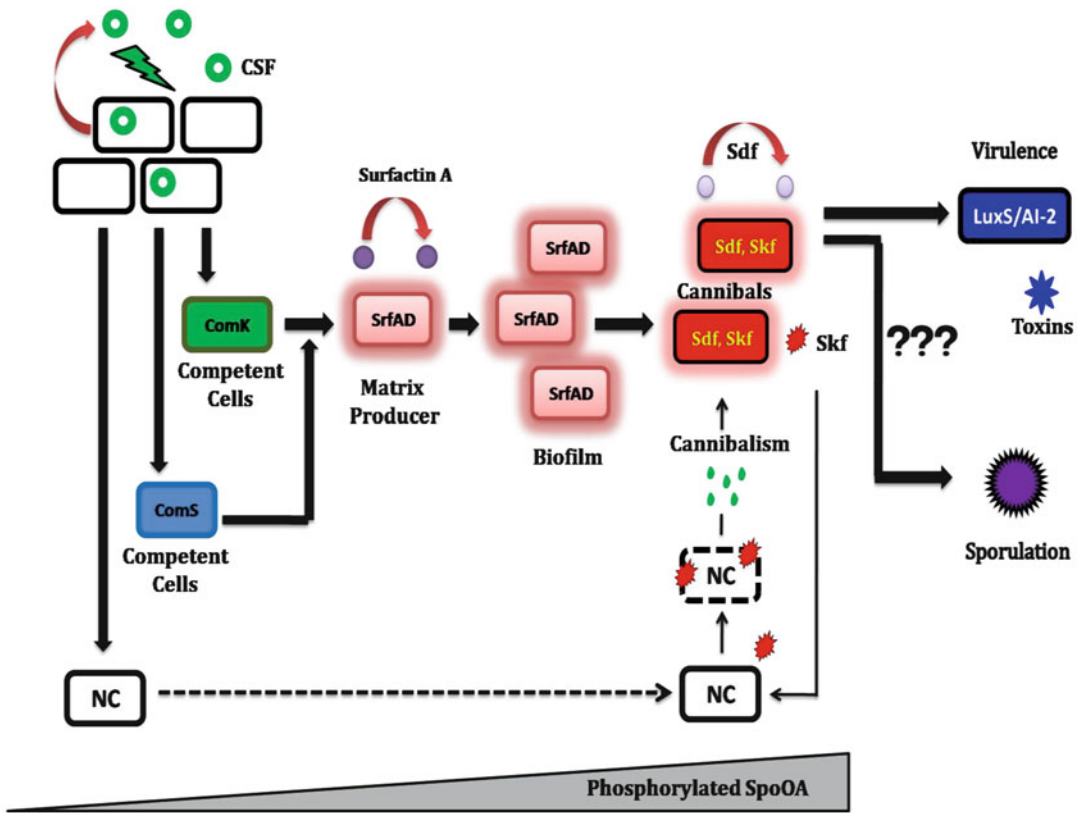 CSF
Surfactin A
Sdf
Virulence
LuxS/AI-2
Toxins
SrfAD
Sdf, Skf
Cannibals
ComK
SrfAD
SrfAD
Sdf, Skf
Skf
???
Competent
Cells
Matrix
Producer
SrfAD
Biofilm
Cannibalism
ComS
Competent
Cells
Sporulation
NC
NC
NC
Phosphorylated SpoOA